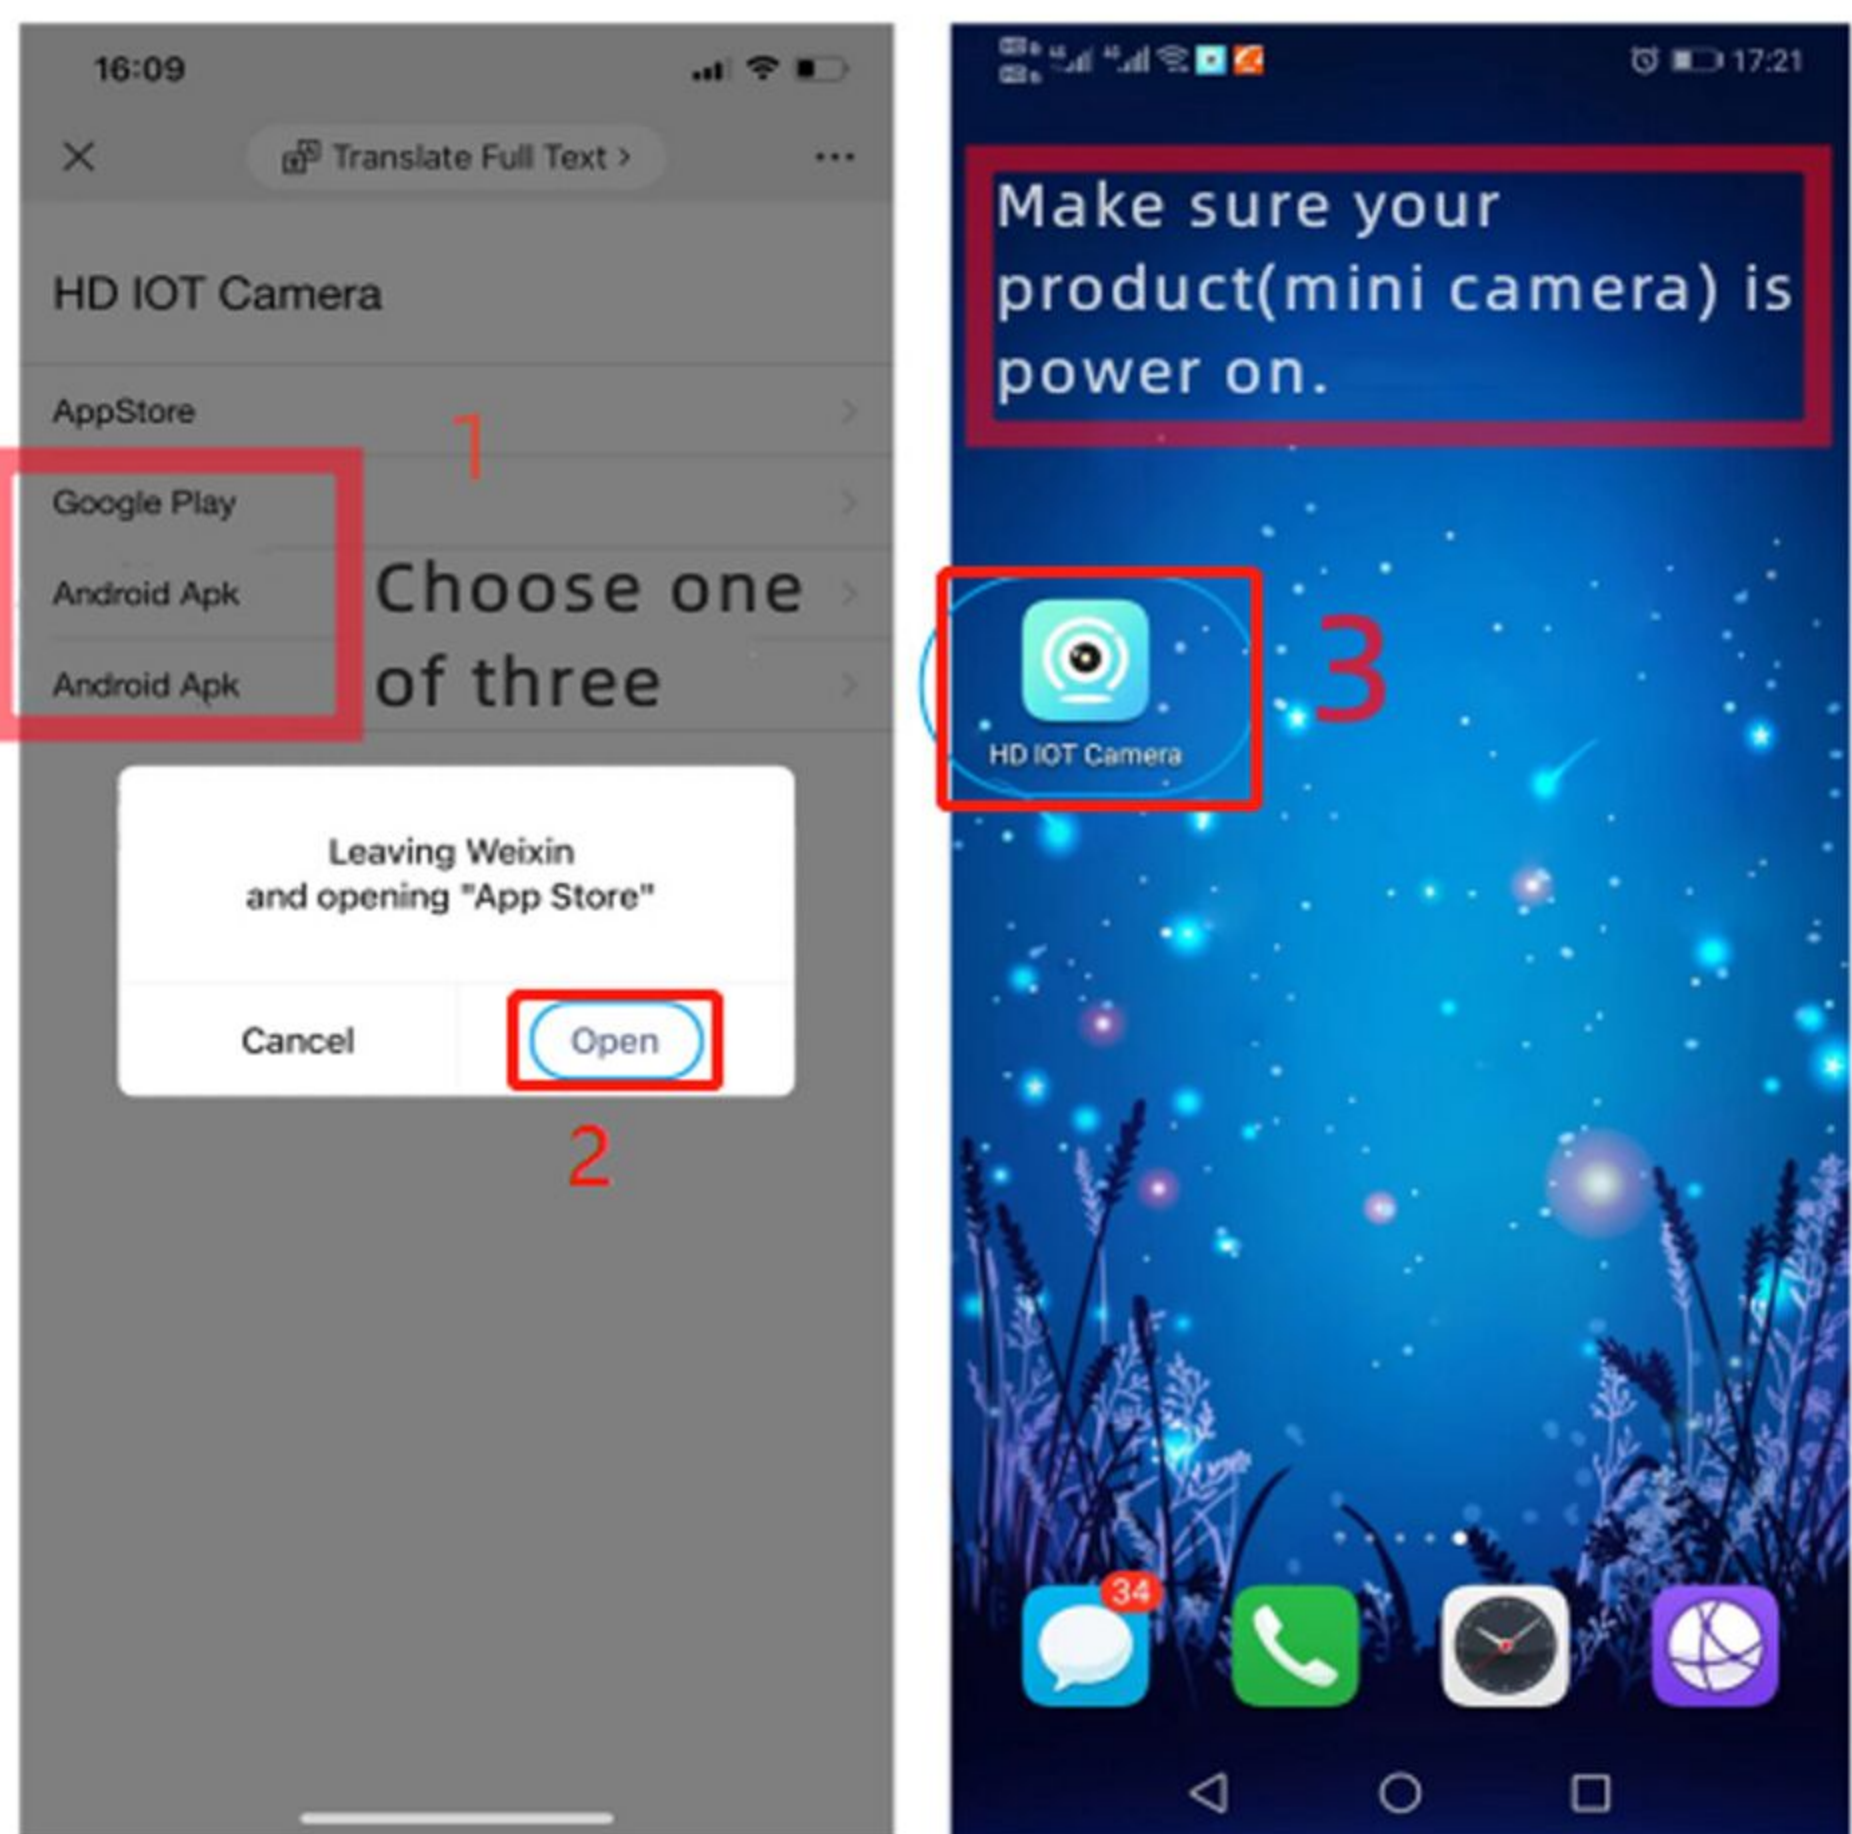 16:09
Translate Full Text >
HD IOT Camera
AppStore
1
Google Play
Android Apk
Android Apk
Choose one
of three
Leaving Weixin
and opening "App Store"
Cancel
Open
2
17:21
Make sure your
product(mini camera) is
power on.
HD IOT Camera
3
34